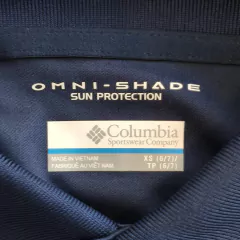 OMNI-SHADE
SUN PROTECTION
Columbia
Sportswear Company
MADE IN VIETNAM
FABRIQUÉ AU VIÊT NAM
XS (6/7)/
TP (6/7)